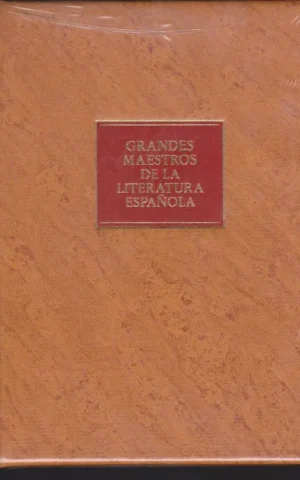 GRANDES
MAESTROS
DE LA
LITERATURA
ESPAÑOLA